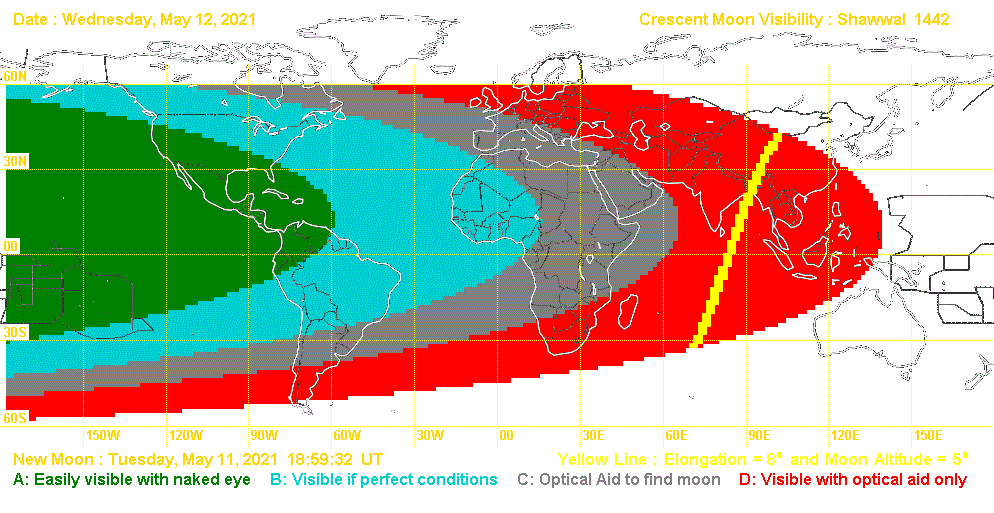 Date : Wednesday, May 12, 2021 Crescent Moon Visibility : Shawwal 1442
60N
30N
00
30S
60S
150W 120W 90W 60W 30W 00 30E 60E 90E 120E 150E
New Moon : Tuesday, May 11, 2021 18:59:32 UT Yellow Line : Elongation = 8° and Moon Altitude = 5°
A: Easily visible with naked eye B: Visible if perfect conditions C: Optical Aid to find moon D: Visible with optical aid only